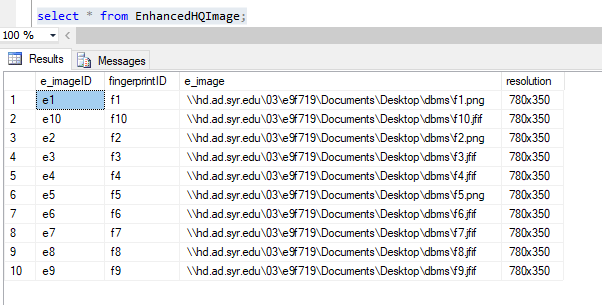 select * from EnhancedHQImage;
100 %
Results Messages
e_imageID fingerprintID e_image resolution
1 e1 f1 \\hd.ad.syr.edu\03\e9f719\Documents\Desktop\dbms\f1.png 780x350
2 e10 f10 \\hd.ad.syr.edu\03\e9f719\Documents\Desktop\dbms\f10.jfif 780x350
3 e2 f2 \\hd.ad.syr.edu\03\e9f719\Documents\Desktop\dbms\f2.png 780x350
4 e3 f3 \\hd.ad.syr.edu\03\e9f719\Documents\Desktop\dbms\f3.jfif 780x350
5 e4 f4 \\hd.ad.syr.edu\03\e9f719\Documents\Desktop\dbms\f4.jfif 780x350
6 e5 f5 \\hd.ad.syr.edu\03\e9f719\Documents\Desktop\dbms\f5.png 780x350
7 e6 f6 \\hd.ad.syr.edu\03\e9f719\Documents\Desktop\dbms\f6.jfif 780x350
8 e7 f7 \\hd.ad.syr.edu\03\e9f719\Documents\Desktop\dbms\f7.jfif 780x350
9 e8 f8 \\hd.ad.syr.edu\03\e9f719\Documents\Desktop\dbms\f8.jfif 780x350
10 e9 f9 \\hd.ad.syr.edu\03\e9f719\Documents\Desktop\dbms\f9.jfif 780x350